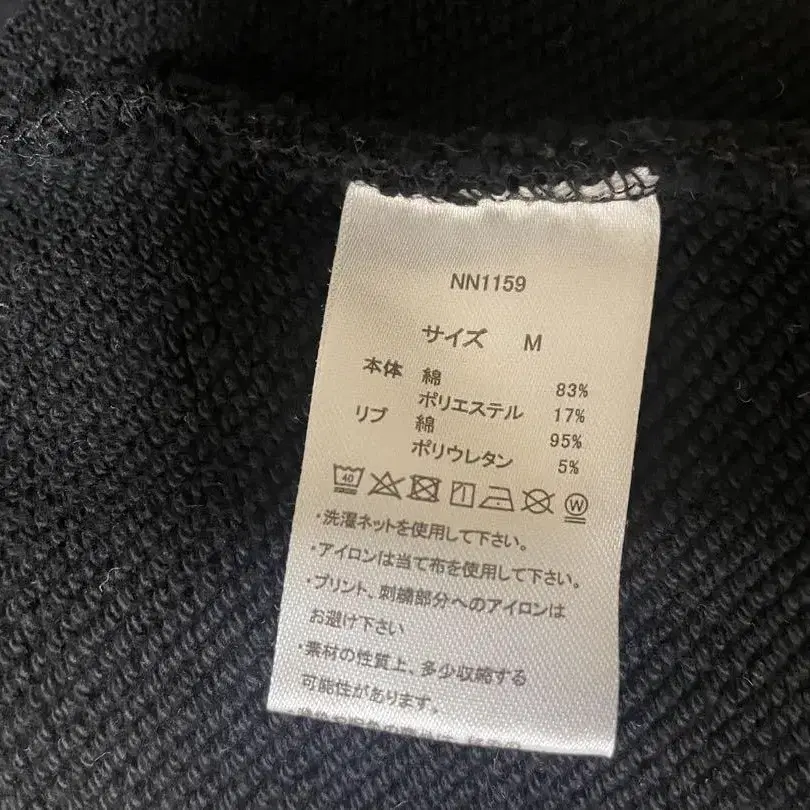 NN1159
サイズ M
本体 綿 83%
ポリエステル 17%
リブ 綿 95%
ポリウレタン 5%
40 W
・洗濯ネットを使用して下さい。
・アイロンは当て布を使用して下さい。
・プリント、刺繍部分へのアイロンは
お避け下さい
・素材の性質上、多少収縮する
可能性があります。